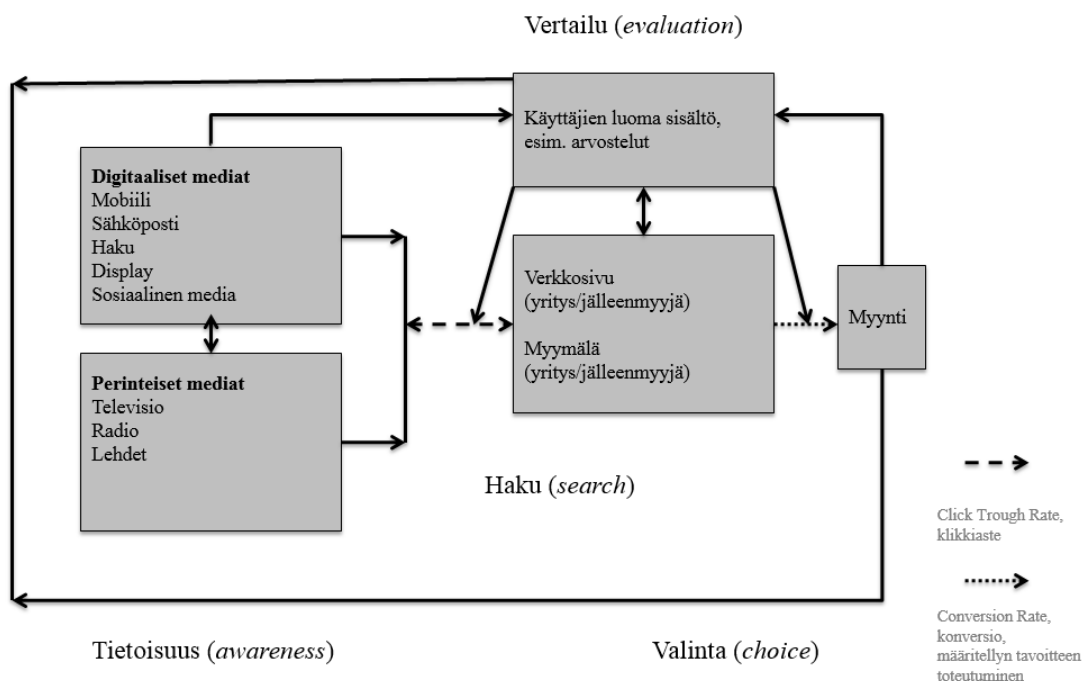 Vertailu (evaluation)
Käyttäjien luoma sisältö,
esim. arvostelut
Digitaaliset mediat
Mobiili
Sähköposti
Haku
Display
Sosiaalinen media
Verkkosivu
(yritys/jälleenmyyjä)
Myymälä
(yritys/jälleenmyyjä)
Myynti
Perinteiset mediat
Televisio
Radio
Lehdet
Haku (search)
Click Trough Rate,
klikkiaste
Conversion Rate,
konversio,
määritellyn tavoitteen
toteutuminen
Tietoisuus (awareness)
Valinta (choice)